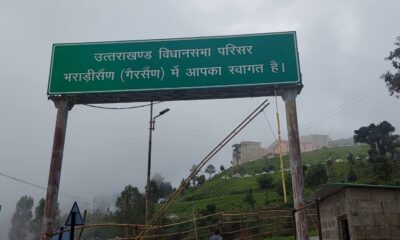 उत्तराखण्ड विधानसभा परिसर
भराड़ीसैंण (गैरसैंण) में आपका स्वागत है।